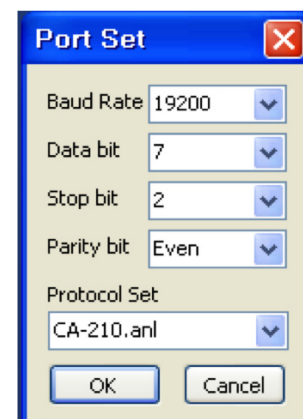 Port Set
Baud Rate 19200
Data bit 7
Stop bit 2
Parity bit Even
Protocol Set
CA-210.anl
OK Cancel